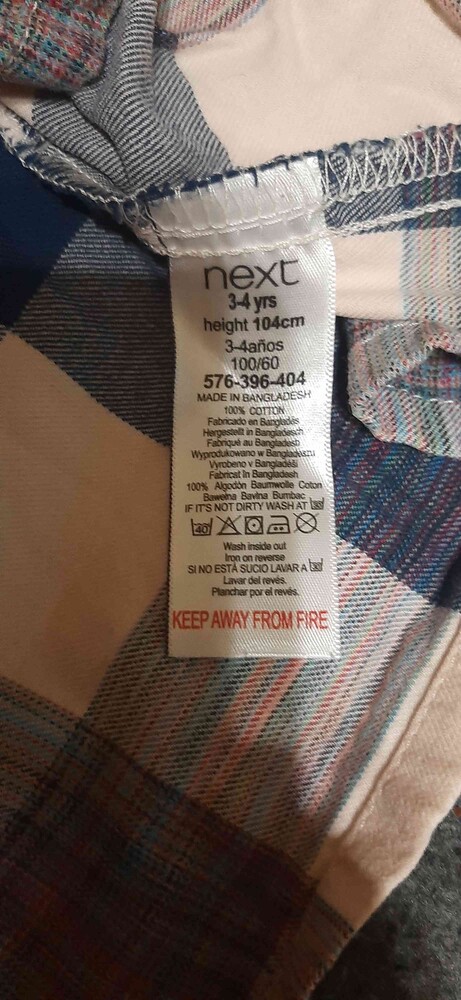 next
3-4 yrs
height 104cm
3-4años
100/60
576-396-404
MADE IN BANGLADESH
100% COTTON
Fabricado en Bangladés
Hergestellt in Bangladesch
Fabriqué au Bangladesh
Wyprodukowano w Bangladeszu
Vyrobeno v Bangladéši
Fabricat în Bangladesh
100% Algodón Baumwolle Coton
Bawełna Bavlna Bumbac
IF IT'S NOT DIRTY WASH AT 30
40
Wash inside out
Iron on reverse
SI NO ESTÁ SUCIO LAVAR A 30
Lavar del revés.
Planchar por el revés.
KEEP AWAY FROM FIRE